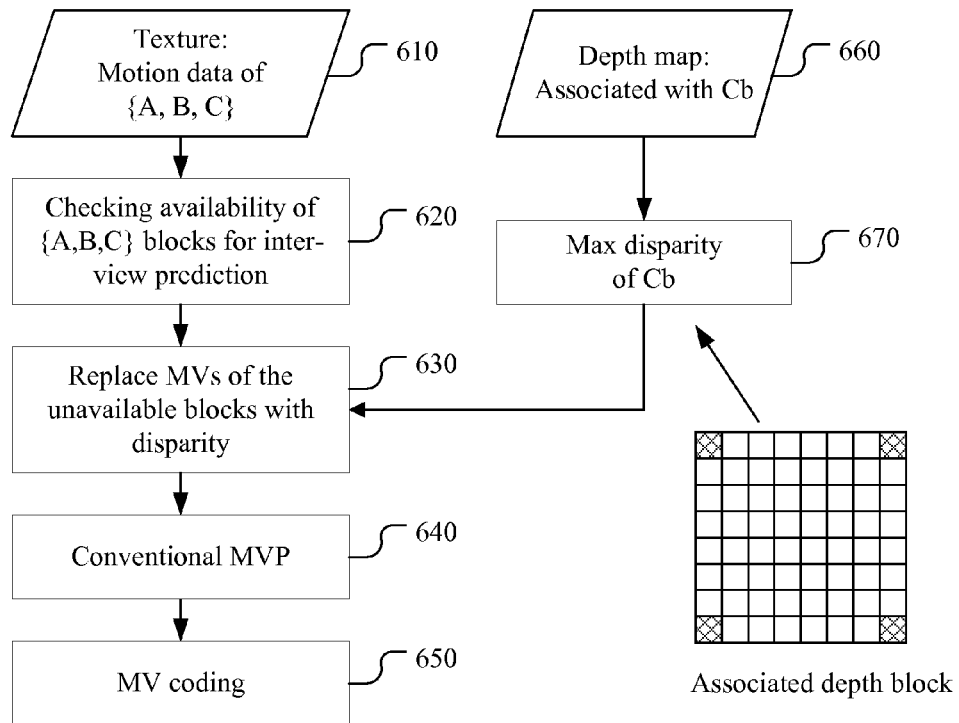 Texture:
Motion data of
{A, B, C}
610
Depth map:
Associated with Cb
660
Checking availability of
{A,B,C} blocks for inter-
view prediction
620
Max disparity
of Cb
670
Replace MVs of the
unavailable blocks with
disparity
630
Conventional MVP
640
MV coding
650
Associated depth block